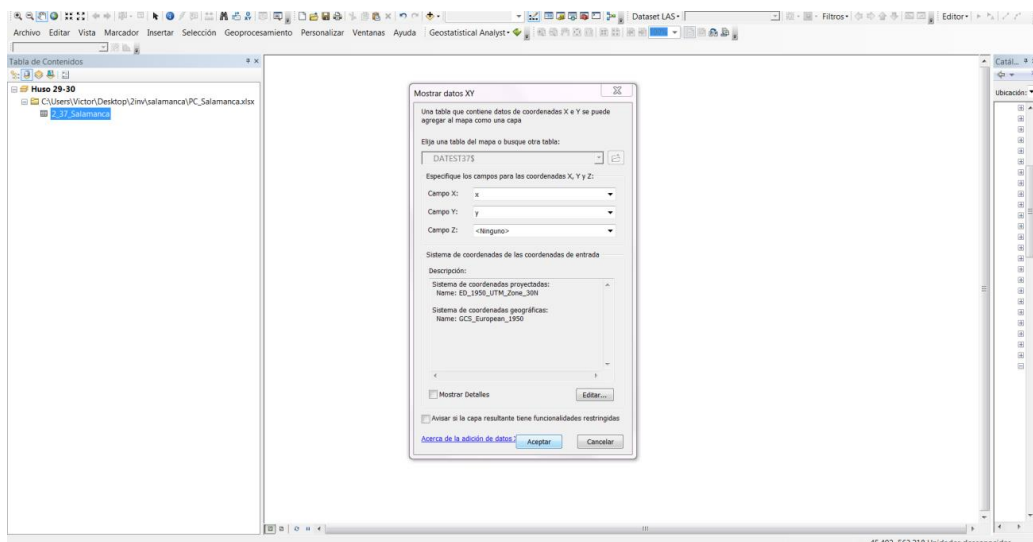 Dataset LAS
Filtros
Editor
Archivo Editar Vista Marcador Insertar Selección Geoprocesamiento Personalizar Ventanas Ayuda
Geostatistical Analyst
Tabla de Contenidos
Huso 29-30
C:\Users\Victor\Desktop\2inv\salamanca\PC_Salamanca.xlsx
2_37_Salamanca
Mostrar datos XY
Una tabla que contiene datos de coordenadas X e Y se puede
agregar al mapa como una capa
Elija una tabla del mapa o busque otra tabla:
DATEST37$
Especifique los campos para las coordenadas X, Y y Z:
Campo X: x
Campo Y: y
Campo Z: <Ninguno>
Sistema de coordenadas de las coordenadas de entrada
Descripción:
Sistema de coordenadas proyectadas:
Name: ED_1950_UTM_Zone_30N
Sistema de coordenadas geográficas:
Name: GCS_European_1950
Mostrar Detalles
Editar...
Avisar si la capa resultante tiene funcionalidades restringidas
Acerca de la adición de datos
Aceptar
Cancelar
Catál...
Ubicación: